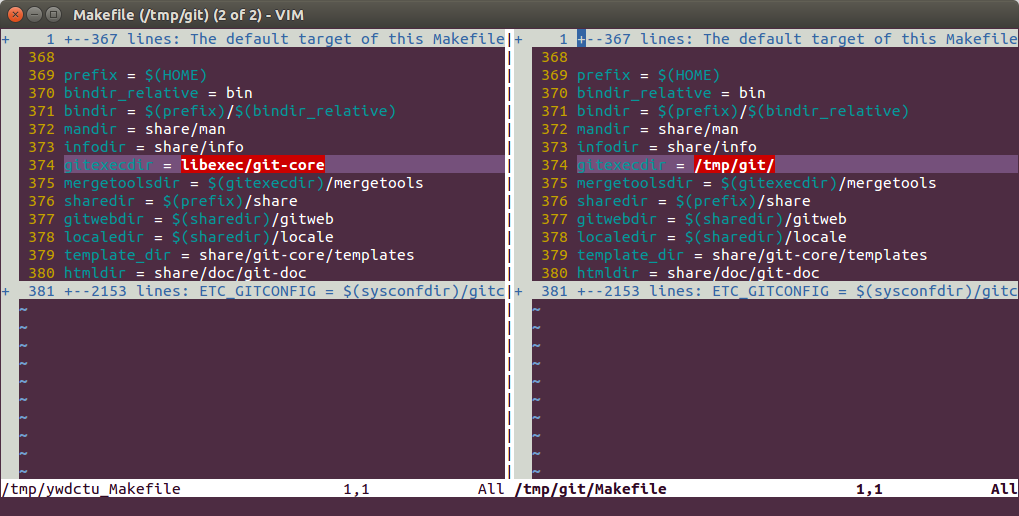 Makefile (/tmp/git) (2 of 2) - VIM
+ 1 +--367 lines: The default target of this Makefile
368
369 prefix = $(HOME)
370 bindir_relative = bin
371 bindir = $(prefix)/$(bindir_relative)
372 mandir = share/man
373 infodir = share/info
374 gitexecdir = libexec/git-core
375 mergetoolsdir = $(gitexecdir)/mergetools
376 sharedir = $(prefix)/share
377 gitwebdir = $(sharedir)/gitweb
378 localedir = $(sharedir)/locale
379 template_dir = share/git-core/templates
380 htmldir = share/doc/git-doc
+ 381 +--2153 lines: ETC_GITCONFIG = $(sysconfdir)/gitc
~
~
~
~
~
~
~
~
~
~
/tmp/ywdctu_Makefile 1,1 All
+ 1 +--367 lines: The default target of this Makefile
368
369 prefix = $(HOME)
370 bindir_relative = bin
371 bindir = $(prefix)/$(bindir_relative)
372 mandir = share/man
373 infodir = share/info
374 gitexecdir = /tmp/git/
375 mergetoolsdir = $(gitexecdir)/mergetools
376 sharedir = $(prefix)/share
377 gitwebdir = $(sharedir)/gitweb
378 localedir = $(sharedir)/locale
379 template_dir = share/git-core/templates
380 htmldir = share/doc/git-doc
+ 381 +--2153 lines: ETC_GITCONFIG = $(sysconfdir)/gitc
~
~
~
~
~
~
~
~
~
~
/tmp/git/Makefile 1,1 All